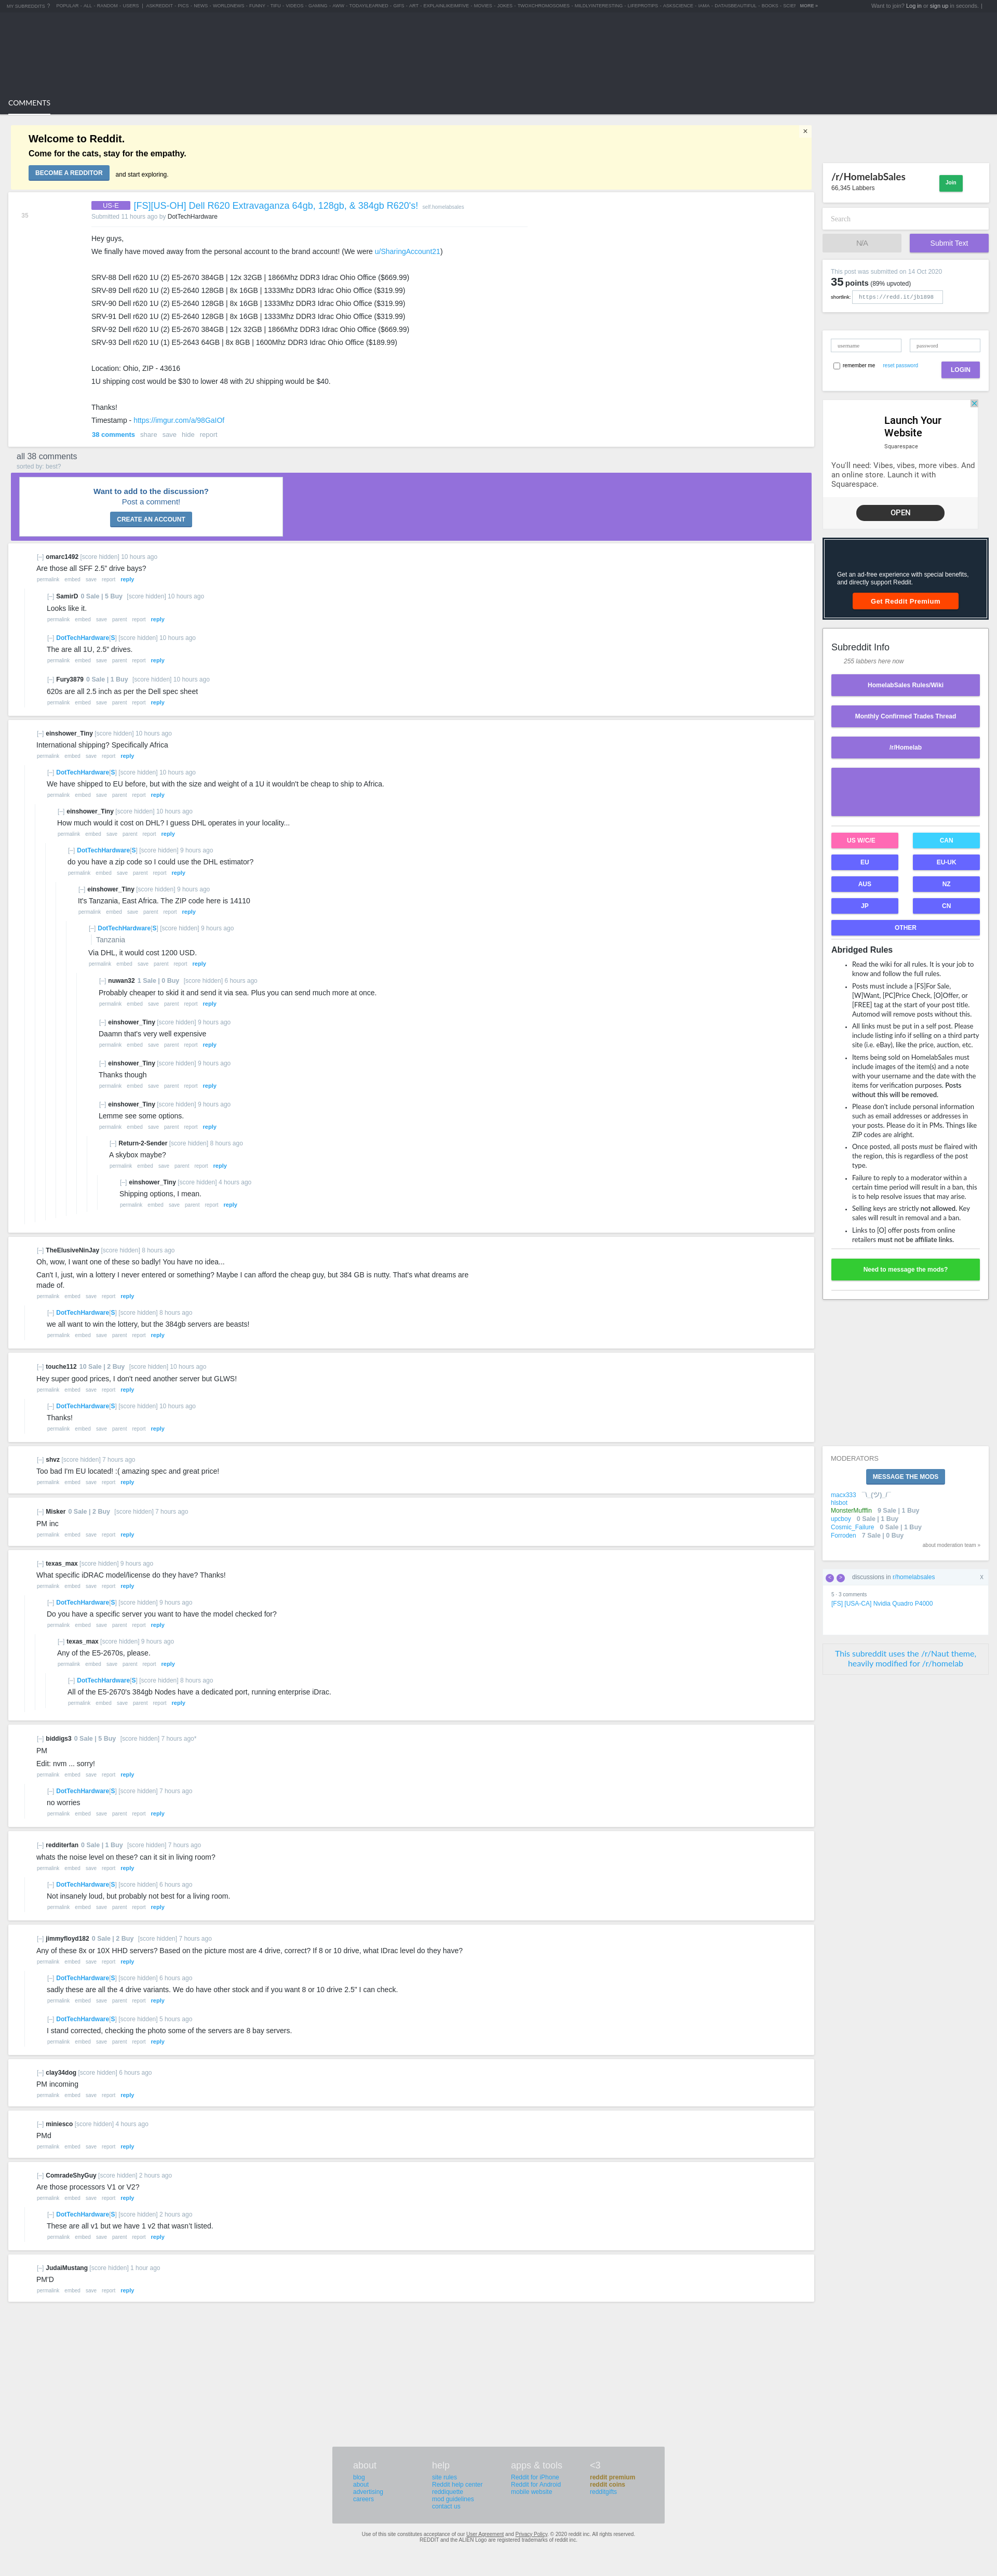 MY SUBREDDITS
POPULAR - ALL - RANDOM - USERS | ASKREDDIT - PICS - NEWS - WORLDNEWS - FUNNY - TIFU - VIDEOS - GAMING - AWW - TODAYILEARNED - GIFS - ART - EXPLAINLIKEIMFIVE - MOVIES - JOKES - TWOXCHROMOSOMES - MILDLYINTERESTING - LIFEPROTIPS - ASKSCIENCE - IAMA - DATAISBEAUTIFUL - BOOKS - SCIE MORE »
Want to join? Log in or sign up in seconds. |
COMMENTS
Welcome to Reddit.
Come for the cats, stay for the empathy.
BECOME A REDDITOR and start exploring.
x
35
US-E [FS][US-OH] Dell R620 Extravaganza 64gb, 128gb, & 384gb R620's! self.homelabsales
Submitted 11 hours ago by DotTechHardware
Hey guys,
We finally have moved away from the personal account to the brand account! (We were u/SharingAccount21)
SRV-88 Dell r620 1U (2) E5-2670 384GB | 12x 32GB | 1866Mhz DDR3 Idrac Ohio Office ($669.99)
SRV-89 Dell r620 1U (2) E5-2640 128GB | 8x 16GB | 1333Mhz DDR3 Idrac Ohio Office ($319.99)
SRV-90 Dell r620 1U (2) E5-2640 128GB | 8x 16GB | 1333Mhz DDR3 Idrac Ohio Office ($319.99)
SRV-91 Dell r620 1U (2) E5-2640 128GB | 8x 16GB | 1333Mhz DDR3 Idrac Ohio Office ($319.99)
SRV-92 Dell r620 1U (2) E5-2670 384GB | 12x 32GB | 1866Mhz DDR3 Idrac Ohio Office ($669.99)
SRV-93 Dell r620 1U (1) E5-2643 64GB | 8x 8GB | 1600Mhz DDR3 Idrac Ohio Office ($189.99)
Location: Ohio, ZIP - 43616
1U shipping cost would be $30 to lower 48 with 2U shipping would be $40.
Thanks!
Timestamp - https://imgur.com/a/98GaIOf
38 comments share save hide report
all 38 comments
sorted by: best?
Want to add to the discussion?
Post a comment!
CREATE AN ACCOUNT
[–] omarc1492 [score hidden] 10 hours ago
Are those all SFF 2.5" drive bays?
permalink embed save report reply
[–] SamirD 0 Sale | 5 Buy [score hidden] 10 hours ago
Looks like it.
permalink embed save parent report reply
[–] DotTechHardware[S] [score hidden] 10 hours ago
The are all 1U, 2.5" drives.
permalink embed save parent report reply
[–] Fury3879 0 Sale | 1 Buy [score hidden] 10 hours ago
620s are all 2.5 inch as per the Dell spec sheet
permalink embed save parent report reply
[–] einshower_Tiny [score hidden] 10 hours ago
International shipping? Specifically Africa
permalink embed save report reply
[–] DotTechHardware[S] [score hidden] 10 hours ago
We have shipped to EU before, but with the size and weight of a 1U it wouldn't be cheap to ship to Africa.
permalink embed save parent report reply
[–] einshower_Tiny [score hidden] 10 hours ago
How much would it cost on DHL? I guess DHL operates in your locality...
permalink embed save parent report reply
[–] DotTechHardware[S] [score hidden] 9 hours ago
do you have a zip code so I could use the DHL estimator?
permalink embed save parent report reply
[–] einshower_Tiny [score hidden] 9 hours ago
It's Tanzania, East Africa. The ZIP code here is 14110
permalink embed save parent report reply
[–] DotTechHardware[S] [score hidden] 9 hours ago
Tanzania
Via DHL, it would cost 1200 USD.
permalink embed save parent report reply
[–] nuwan32 1 Sale | 0 Buy [score hidden] 6 hours ago
Probably cheaper to skid it and send it via sea. Plus you can send much more at once.
permalink embed save parent report reply
[–] einshower_Tiny [score hidden] 9 hours ago
Daamn that's very well expensive
permalink embed save parent report reply
[–] einshower_Tiny [score hidden] 9 hours ago
Thanks though
permalink embed save parent report reply
[–] einshower_Tiny [score hidden] 9 hours ago
Lemme see some options.
permalink embed save parent report reply
[–] Return-2-Sender [score hidden] 8 hours ago
A skybox maybe?
permalink embed save parent report reply
[–] einshower_Tiny [score hidden] 4 hours ago
Shipping options, I mean.
permalink embed save parent report reply
[–] TheElusiveNinJay [score hidden] 8 hours ago
Oh, wow, I want one of these so badly! You have no idea...
Can't I, just, win a lottery I never entered or something? Maybe I can afford the cheap guy, but 384 GB is nutty. That's what dreams are
made of.
permalink embed save report reply
[–] DotTechHardware[S] [score hidden] 8 hours ago
we all want to win the lottery, but the 384gb servers are beasts!
permalink embed save parent report reply
[–] touche112 10 Sale | 2 Buy [score hidden] 10 hours ago
Hey super good prices, I don't need another server but GLWS!
permalink embed save report reply
[–] DotTechHardware[S] [score hidden] 10 hours ago
Thanks!
permalink embed save parent report reply
[–] shvz [score hidden] 7 hours ago
Too bad I'm EU located! :( amazing spec and great price!
permalink embed save report reply
[–] Misker 0 Sale | 2 Buy [score hidden] 7 hours ago
PM inc
permalink embed save report reply
[–] texas_max [score hidden] 9 hours ago
What specific iDRAC model/license do they have? Thanks!
permalink embed save report reply
[–] DotTechHardware[S] [score hidden] 9 hours ago
Do you have a specific server you want to have the model checked for?
permalink embed save parent report reply
[–] texas_max [score hidden] 9 hours ago
Any of the E5-2670s, please.
permalink embed save parent report reply
[–] DotTechHardware[S] [score hidden] 8 hours ago
All of the E5-2670's 384gb Nodes have a dedicated port, running enterprise iDrac.
permalink embed save parent report reply
[–] biddigs3 0 Sale | 5 Buy [score hidden] 7 hours ago*
PM
Edit: nvm ... sorry!
permalink embed save report reply
[–] DotTechHardware[S] [score hidden] 7 hours ago
no worries
permalink embed save parent report reply
[–] redditerfan 0 Sale | 1 Buy [score hidden] 7 hours ago
whats the noise level on these? can it sit in living room?
permalink embed save report reply
[–] DotTechHardware[S] [score hidden] 6 hours ago
Not insanely loud, but probably not best for a living room.
permalink embed save parent report reply
[–] jimmyfloyd182 0 Sale | 2 Buy [score hidden] 7 hours ago
Any of these 8x or 10X HHD servers? Based on the picture most are 4 drive, correct? If 8 or 10 drive, what IDrac level do they have?
permalink embed save report reply
[–] DotTechHardware[S] [score hidden] 6 hours ago
sadly these are all the 4 drive variants. We do have other stock and if you want 8 or 10 drive 2.5" I can check.
permalink embed save parent report reply
[–] DotTechHardware[S] [score hidden] 5 hours ago
I stand corrected, checking the photo some of the servers are 8 bay servers.
permalink embed save parent report reply
[–] clay34dog [score hidden] 6 hours ago
PM incoming
permalink embed save report reply
[–] miniesco [score hidden] 4 hours ago
PMd
permalink embed save report reply
[–] ComradeShyGuy [score hidden] 2 hours ago
Are those processors V1 or V2?
permalink embed save report reply
[–] DotTechHardware[S] [score hidden] 2 hours ago
These are all v1 but we have 1 v2 that wasn't listed.
permalink embed save parent report reply
[–] JudaiMustang [score hidden] 1 hour ago
PM'D
permalink embed save report reply
/r/HomelabSales
66,345 Labbers
Join
Search
N/A
Submit Text
This post was submitted on 14 Oct 2020
35 points (89% upvoted)
shortlink: https://redd.it/jb1898
username
password
remember me reset password
LOGIN
Launch Your
Website
Squarespace
You'll need: Vibes, vibes, more vibes. And
an online store. Launch it with
Squarespace.
OPEN
Get an ad-free experience with special benefits,
and directly support Reddit.
Get Reddit Premium
Subreddit Info
255 labbers here now
HomelabSales Rules/Wiki
Monthly Confirmed Trades Thread
/r/Homelab
US W/C/E
CAN
EU
EU-UK
AUS
NZ
JP
CN
OTHER
Abridged Rules
• Read the wiki for all rules. It is your job to
know and follow the full rules.
• Posts must include a [FS]For Sale,
[W]Want, [PC]Price Check, [O]Offer, or
[FREE] tag at the start of your post title.
Automod will remove posts without this.
• All links must be put in a self post. Please
include listing info if selling on a third party
site (i.e. eBay), like the price, auction, etc.
• Items being sold on HomelabSales must
include images of the item(s) and a note
with your username and the date with the
items for verification purposes. Posts
without this will be removed.
• Please don't include personal information
such as email addresses or addresses in
your posts. Please do it in PMs. Things like
ZIP codes are alright.
• Once posted, all posts must be flaired with
the region, this is regardless of the post
type.
• Failure to reply to a moderator within a
certain time period will result in a ban, this
is to help resolve issues that may arise.
• Selling keys are strictly not allowed. Key
sales will result in removal and a ban.
• Links to [O] offer posts from online
retailers must not be affiliate links.
Need to message the mods?
MODERATORS
MESSAGE THE MODS
macx333 ¯\_(ツ)_/¯
hlsbot
MonsterMufffin 9 Sale | 1 Buy
upcboy 0 Sale | 1 Buy
Cosmic_Failure 0 Sale | 1 Buy
Forroden 7 Sale | 0 Buy
about moderation team »
< > discussions in r/homelabsales X
5 · 3 comments
[FS] [USA-CA] Nvidia Quadro P4000
This subreddit uses the /r/Naut theme,
heavily modified for /r/homelab
about
blog
about
advertising
careers
help
site rules
Reddit help center
reddiquette
mod guidelines
contact us
apps & tools
Reddit for iPhone
Reddit for Android
mobile website
<3
reddit premium
reddit coins
redditgifts
Use of this site constitutes acceptance of our User Agreement and Privacy Policy. © 2020 reddit inc. All rights reserved.
REDDIT and the ALIEN Logo are registered trademarks of reddit inc.